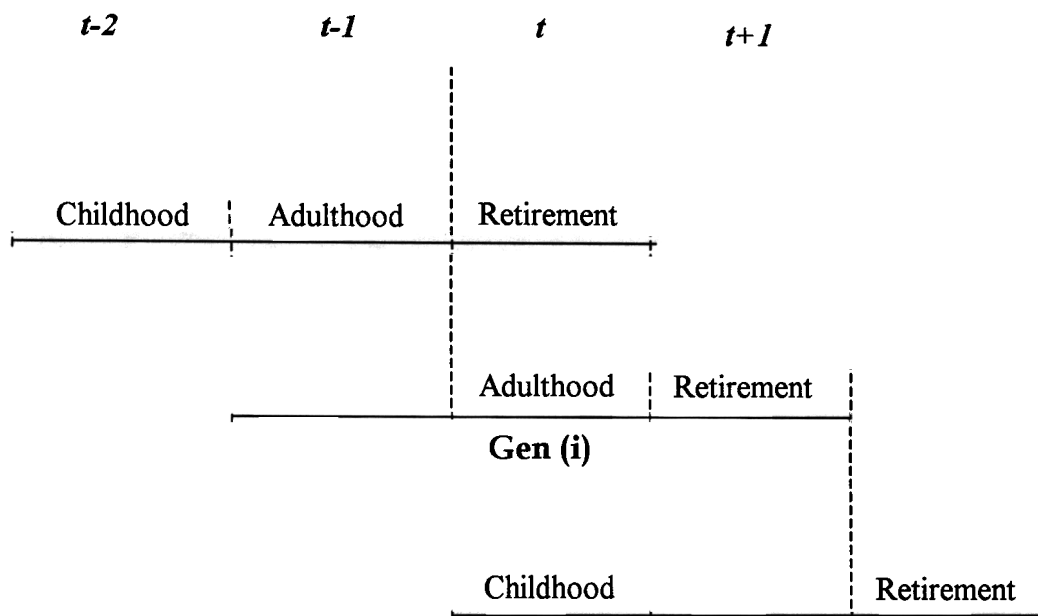 t-2 t-1 t t+1
Childhood Adulthood Retirement
Adulthood Retirement
Gen (i)
Childhood Retirement